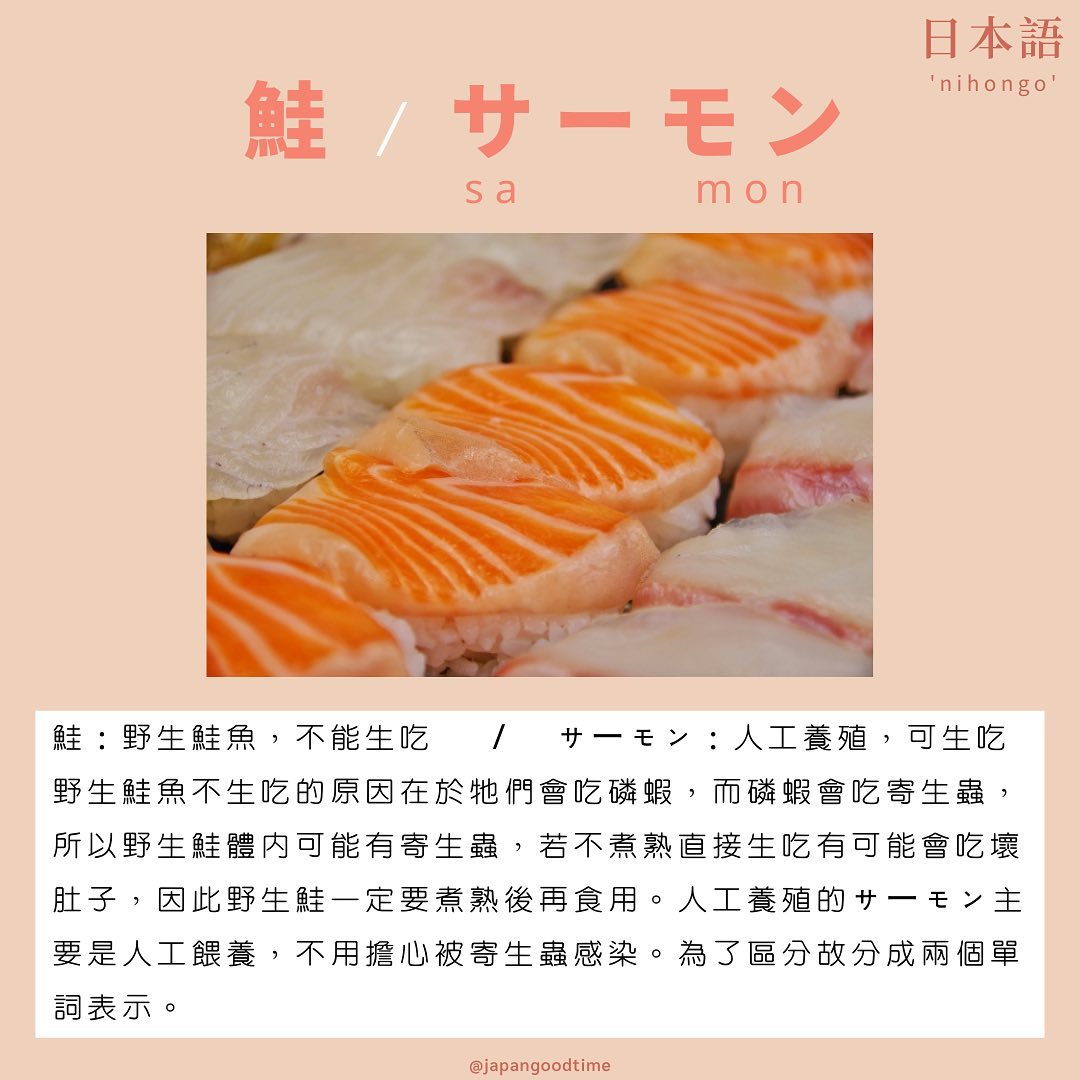 日本語
'nihongo'
鮭 / サーモン
sa mon
鮭：野生鮭魚，不能生吃 / サーモン：人工養殖，可生吃
野生鮭魚不生吃的原因在於牠們會吃磷蝦，而磷蝦會吃寄生蟲，
所以野生鮭體內可能有寄生蟲，若不煮熟直接生吃有可能會吃壞
肚子，因此野生鮭一定要煮熟後再食用。人工養殖的サーモン主
要是人工餵養，不用擔心被寄生蟲感染。為了區分故分成兩個單
詞表示。
@japangoodtime